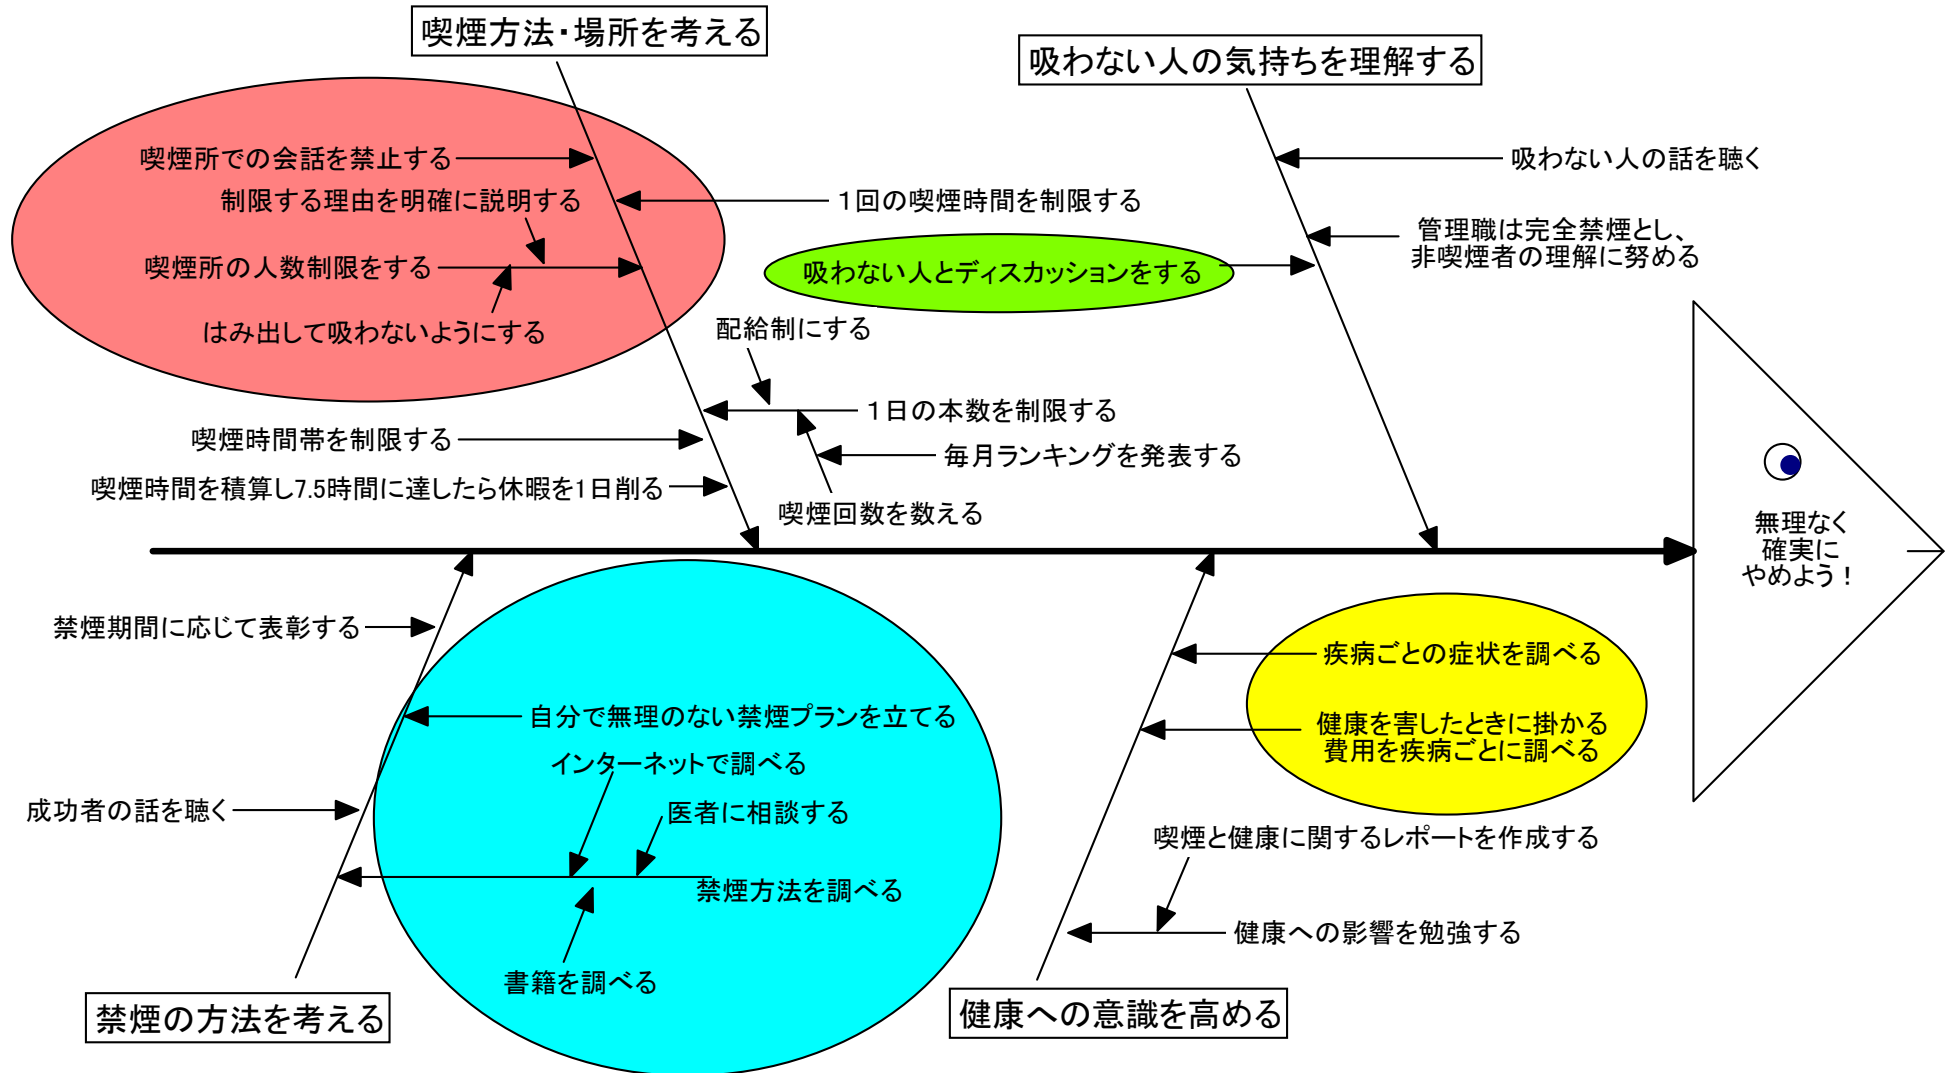 喫煙方法・場所を考える
吸わない人の気持ちを理解する
喫煙所での会話を禁止する
吸わない人の話を聴く
制限する理由を明確に説明する
1回の喫煙時間を制限する
管理職は完全禁煙とし、
非喫煙者の理解に努める
喫煙所の人数制限をする
吸わない人とディスカッションをする
はみ出して吸わないようにする
配給制にする
1日の本数を制限する
喫煙時間帯を制限する
毎月ランキングを発表する
喫煙時間を積算し7.5時間に達したら休暇を1日削る
喫煙回数を数える
無理なく
確実に
やめよう！
禁煙期間に応じて表彰する
疾病ごとの症状を調べる
自分で無理のない禁煙プランを立てる
健康を害したときに掛かる
費用を疾病ごとに調べる
インターネットで調べる
成功者の話を聴く
医者に相談する
喫煙と健康に関するレポートを作成する
禁煙方法を調べる
健康への影響を勉強する
書籍を調べる
禁煙の方法を考える
健康への意識を高める